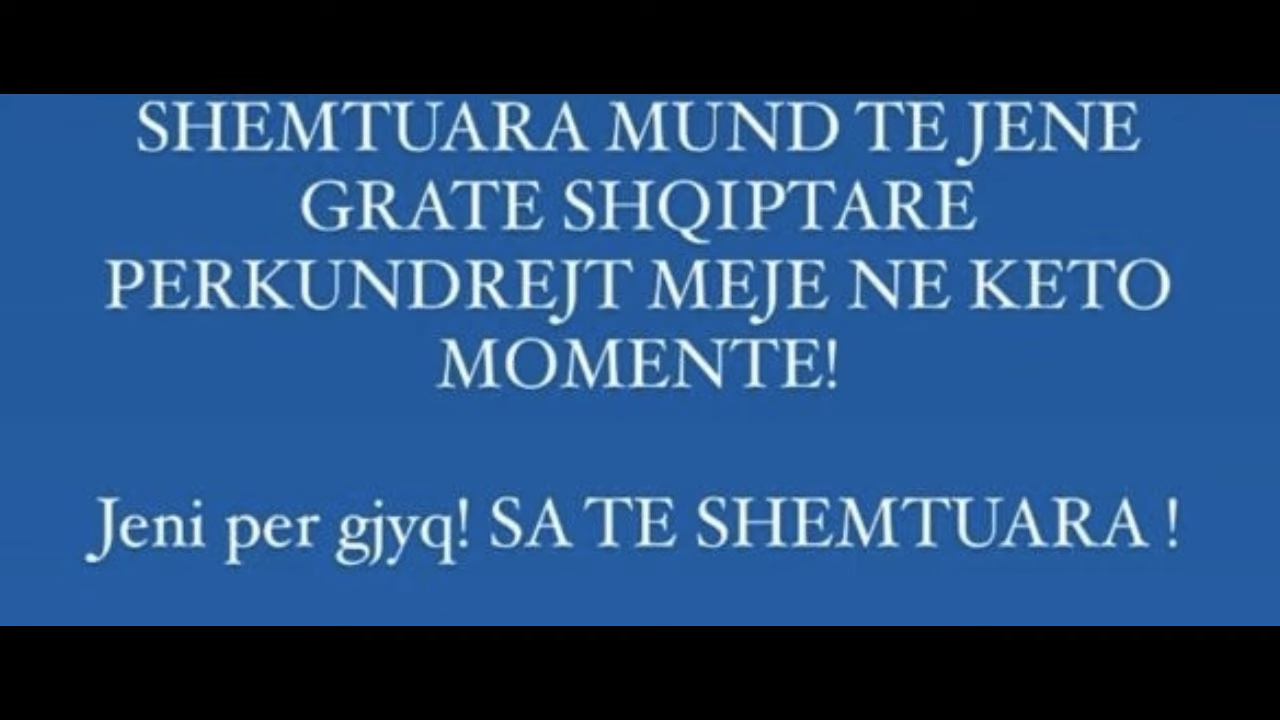 SHEMTUARA MUND TE JENE
GRATE SHQIPTARE
PERKUNDREJT MEJE NE KETO
MOMENTE!
Jeni per gjyq! SA TE SHEMTUARA !